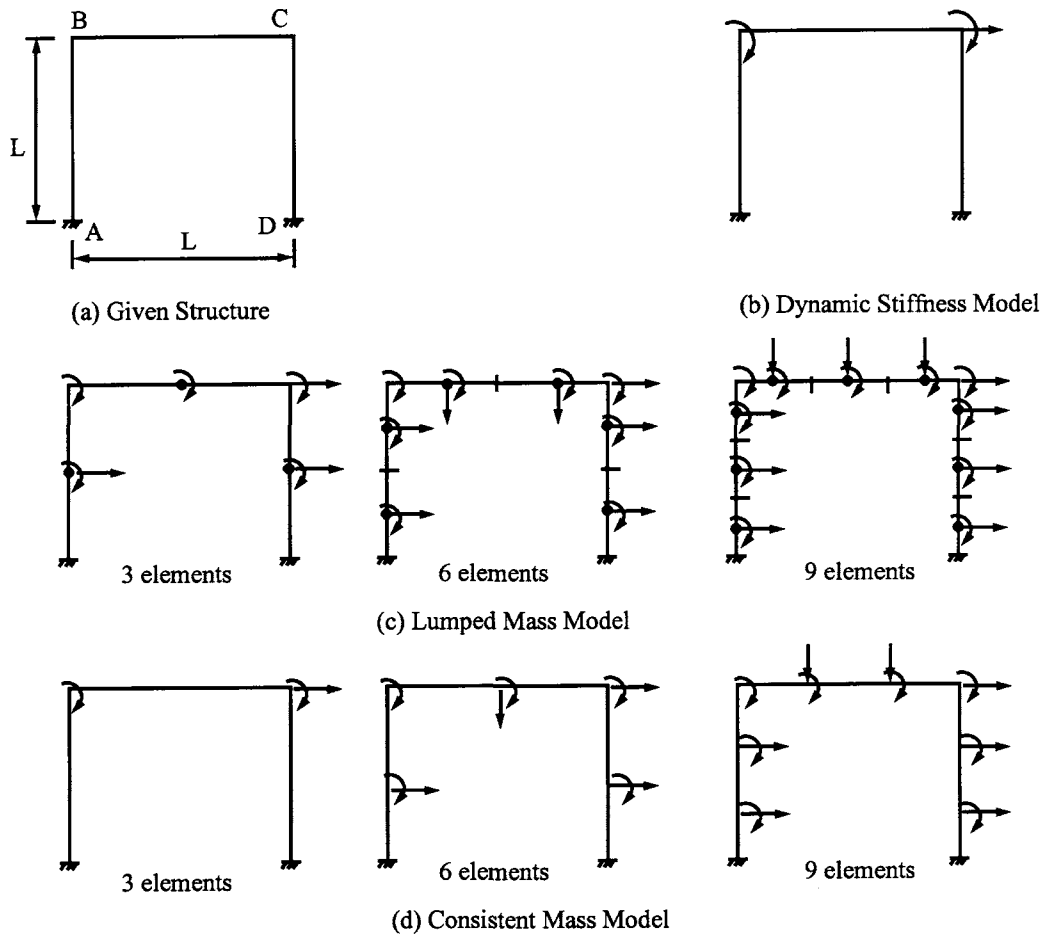 B C
L
A D
L
(a) Given Structure
(b) Dynamic Stiffness Model
3 elements
6 elements
9 elements
(c) Lumped Mass Model
3 elements
6 elements
9 elements
(d) Consistent Mass Model